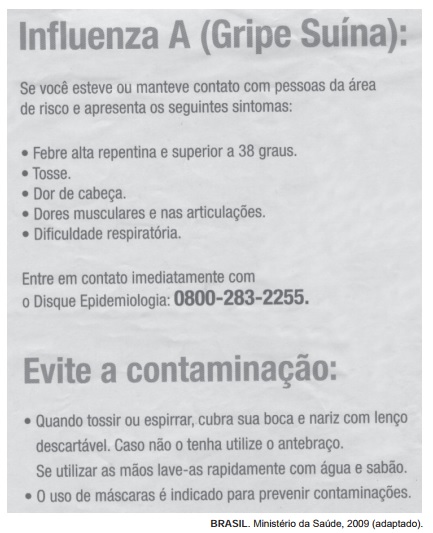 Influenza A (Gripe Suína):
Se você esteve ou manteve contato com pessoas da área
de risco e apresenta os seguintes sintomas:
• Febre alta repentina e superior a 38 graus.
• Tosse.
• Dor de cabeça.
• Dores musculares e nas articulações.
• Dificuldade respiratória.
Entre em contato imediatamente com
o Disque Epidemiologia: 0800-283-2255.
Evite a contaminação:
• Quando tossir ou espirrar, cubra sua boca e nariz com lenço
descartável. Caso não o tenha utilize o antebraço.
Se utilizar as mãos lave-as rapidamente com água e sabão.
• O uso de máscaras é indicado para prevenir contaminações.
BRASIL. Ministério da Saúde, 2009 (adaptado).